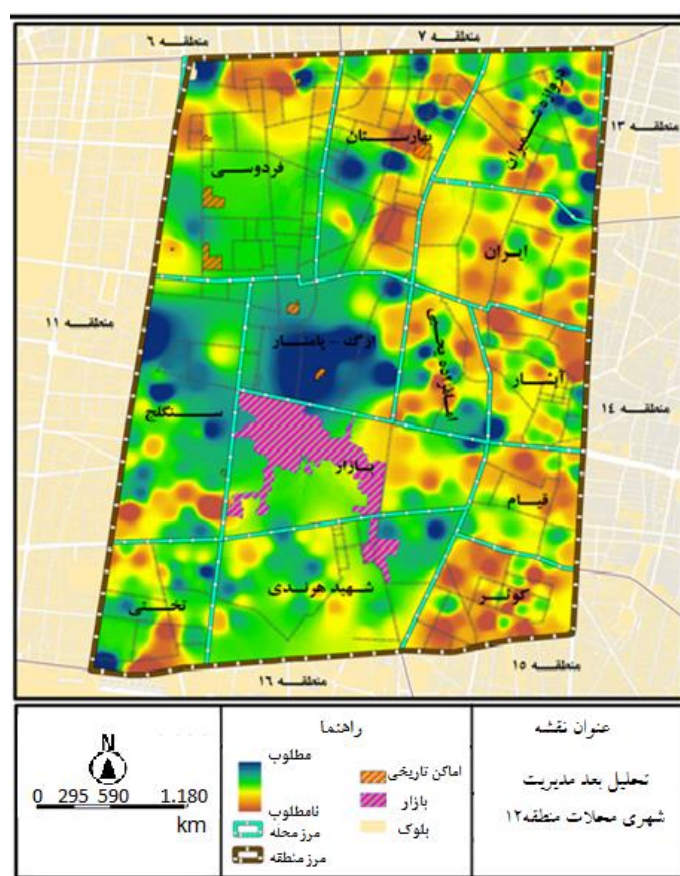 منطقه ۶
منطقه ۷
منطقه ۱۳
دروازه شمیران
بهارستان
فردوسی
ایران
منطقه ۱۱
ارگ - پامنار
امامزاده یحیی
آبشار
منطقه ۱۴
سنگلج
بازار
قیام
شهید هرندی
کوثر
تختی
منطقه ۱۵
منطقه ۱۶
N
0 295 590 1.180
km
راهنما
مطلوب
نامطلوب
مرز محله
مرز منطقه
اماکن تاریخی
بازار
بلوک
عنوان نقشه
تحلیل بعد مدیریت
شهری محلات منطقه۱۲